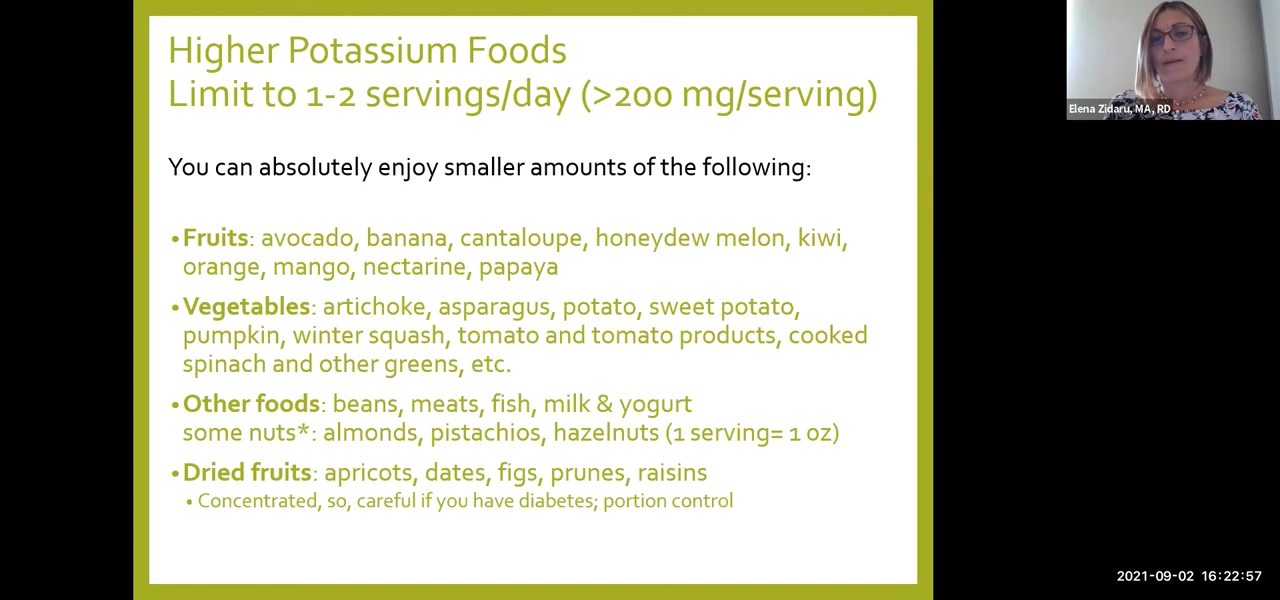 Higher Potassium Foods
Limit to 1-2 servings/day (>200 mg/serving)
You can absolutely enjoy smaller amounts of the following:
•Fruits: avocado, banana, cantaloupe, honeydew melon, kiwi,
orange, mango, nectarine, papaya
•Vegetables: artichoke, asparagus, potato, sweet potato,
pumpkin, winter squash, tomato and tomato products, cooked
spinach and other greens, etc.
•Other foods: beans, meats, fish, milk & yogurt
some nuts*: almonds, pistachios, hazelnuts (1 serving= 1 oz)
•Dried fruits: apricots, dates, figs, prunes, raisins
• Concentrated, so, careful if you have diabetes; portion control
Elena Zidaru, MA, RD
2021-09-02 16:22:57